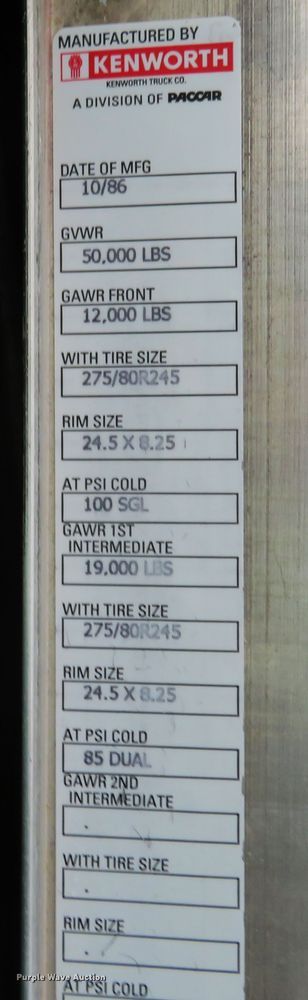 MANUFACTURED BY
KENWORTH
KENWORTH TRUCK CO.
A DIVISION OF PACCAR
DATE OF MFG
10/86
GVWR
50,000 LBS
GAWR FRONT
12,000 LBS
WITH TIRE SIZE
275/80R245
RIM SIZE
24.5 X 8.25
AT PSI COLD
100 SGL
GAWR 1ST
INTERMEDIATE
19,000 LBS
WITH TIRE SIZE
275/80R245
RIM SIZE
24.5 X 8.25
AT PSI COLD
85 DUAL
GAWR 2ND
INTERMEDIATE
.
WITH TIRE SIZE
.
RIM SIZE
. .
AT PSI COLD
Purple Wave Auction